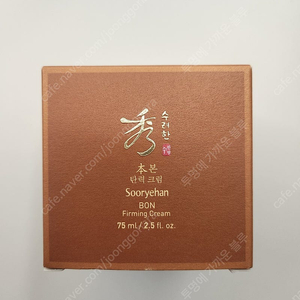 秀 수려한
本본
탄력 크림
Sooryehan
BON
Firming Cream
75 ml / 2.5 fl. oz.